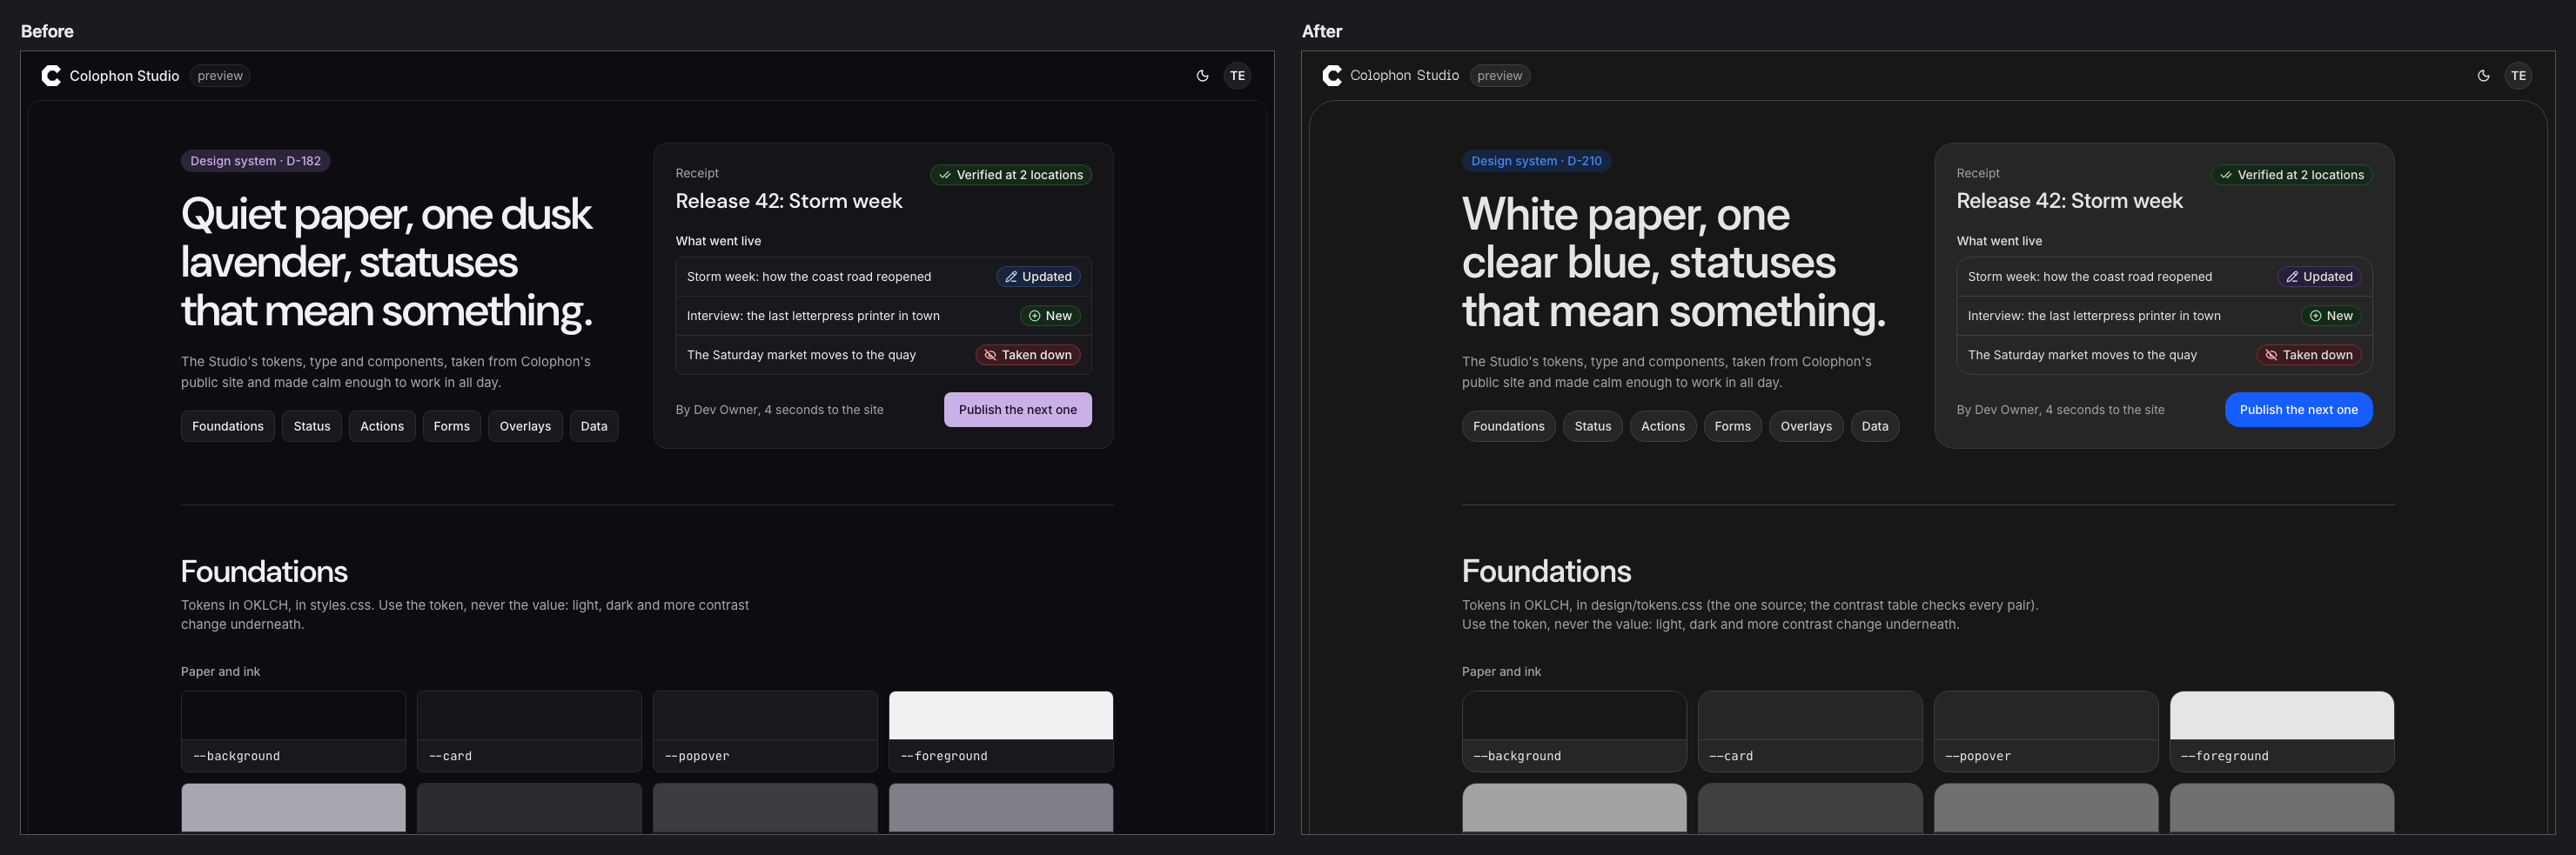 Before
Colophon Studio
preview
TE
Design system · D-182
Quiet paper, one dusk
lavender, statuses
that mean something.
The Studio's tokens, type and components, taken from Colophon's
public site and made calm enough to work in all day.
Foundations
Status
Actions
Forms
Overlays
Data
Receipt
Verified at 2 locations
Release 42: Storm week
What went live
Storm week: how the coast road reopened
Updated
Interview: the last letterpress printer in town
New
The Saturday market moves to the quay
Taken down
By Dev Owner, 4 seconds to the site
Publish the next one
Foundations
Tokens in OKLCH, in styles.css. Use the token, never the value: light, dark and more contrast
change underneath.
Paper and ink
--background
--card
--popover
--foreground
After
Colophon Studio
preview
TE
Design system · D-210
White paper, one
clear blue, statuses
that mean something.
The Studio's tokens, type and components, taken from Colophon's
public site and made calm enough to work in all day.
Foundations
Status
Actions
Forms
Overlays
Data
Receipt
Verified at 2 locations
Release 42: Storm week
What went live
Storm week: how the coast road reopened
Updated
Interview: the last letterpress printer in town
New
The Saturday market moves to the quay
Taken down
By Dev Owner, 4 seconds to the site
Publish the next one
Foundations
Tokens in OKLCH, in design/tokens.css (the one source; the contrast table checks every pair).
Use the token, never the value: light, dark and more contrast change underneath.
Paper and ink
--background
--card
--popover
--foreground